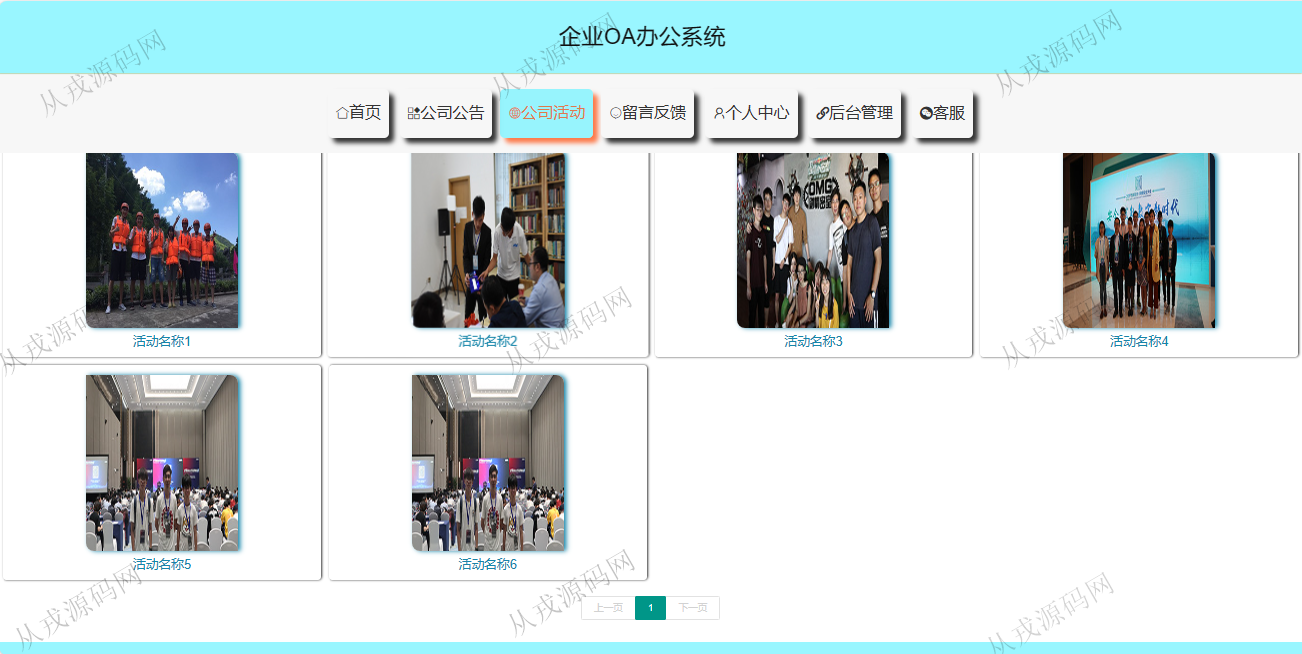 企业OA办公系统
首页 公司公告 公司活动 留言反馈 个人中心 后台管理 客服
OMG
新时代
活动名称1 活动名称2 活动名称3 活动名称4
活动名称5 活动名称6
上一页 1 下一页
从戎源码网
从戎源码网
从戎源码网
从戎源码网
从戎源码网
从戎源码网
从戎源码网
从戎源码网
从戎源码网